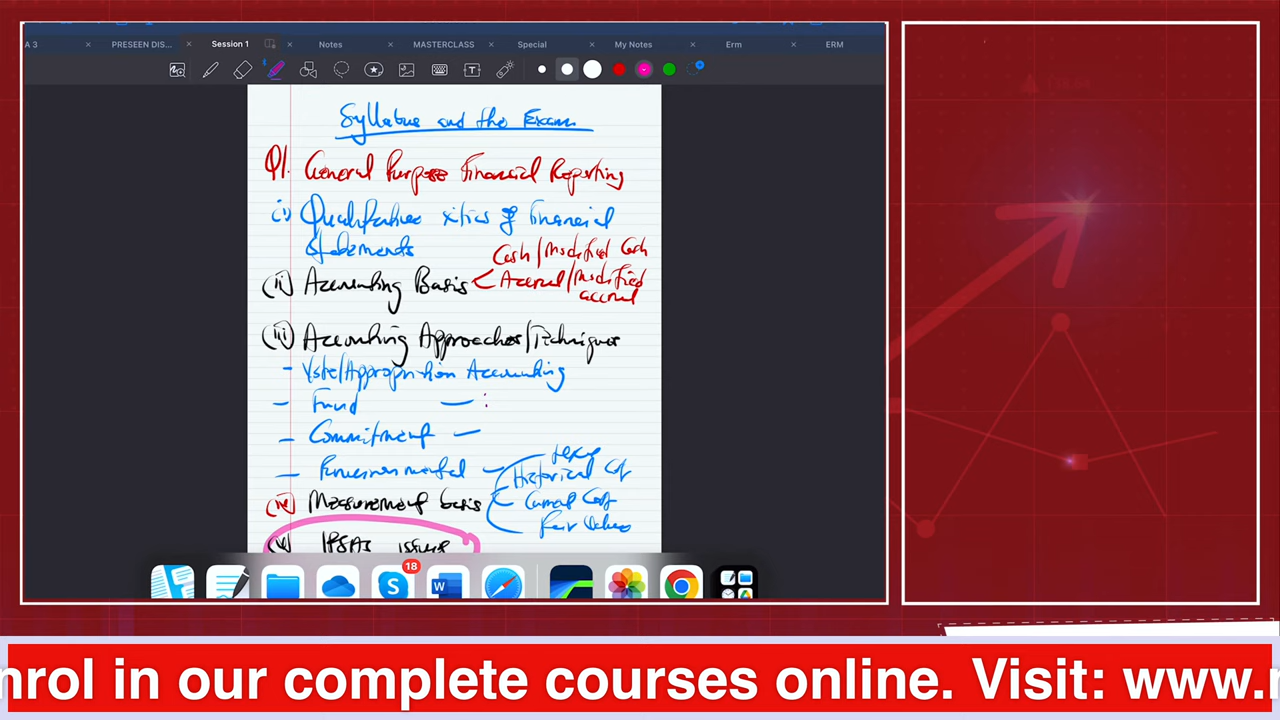 A 3
PRESEEN DIS...
Session 1
Notes
MASTERCLASS
Special
My Notes
Erm
ERM
Syllabus and the Exam
Q1. General Purpose Financial Reporting
(i) Qualitative xtics of Financial
Statements
Cash/Modified Cash
(ii) Accounting Basis < Accrual/Modified
accrual
(iii) Accounting Approaches/Techniques
- Vote/Appropriation Accounting
- Fund —
- Commitment —
- Environmental —
Historical Cost
(iv) Measurement basis
Current Cost
Fair Values
(v) IPSAS issues
18
nrol in our complete courses online. Visit: www.